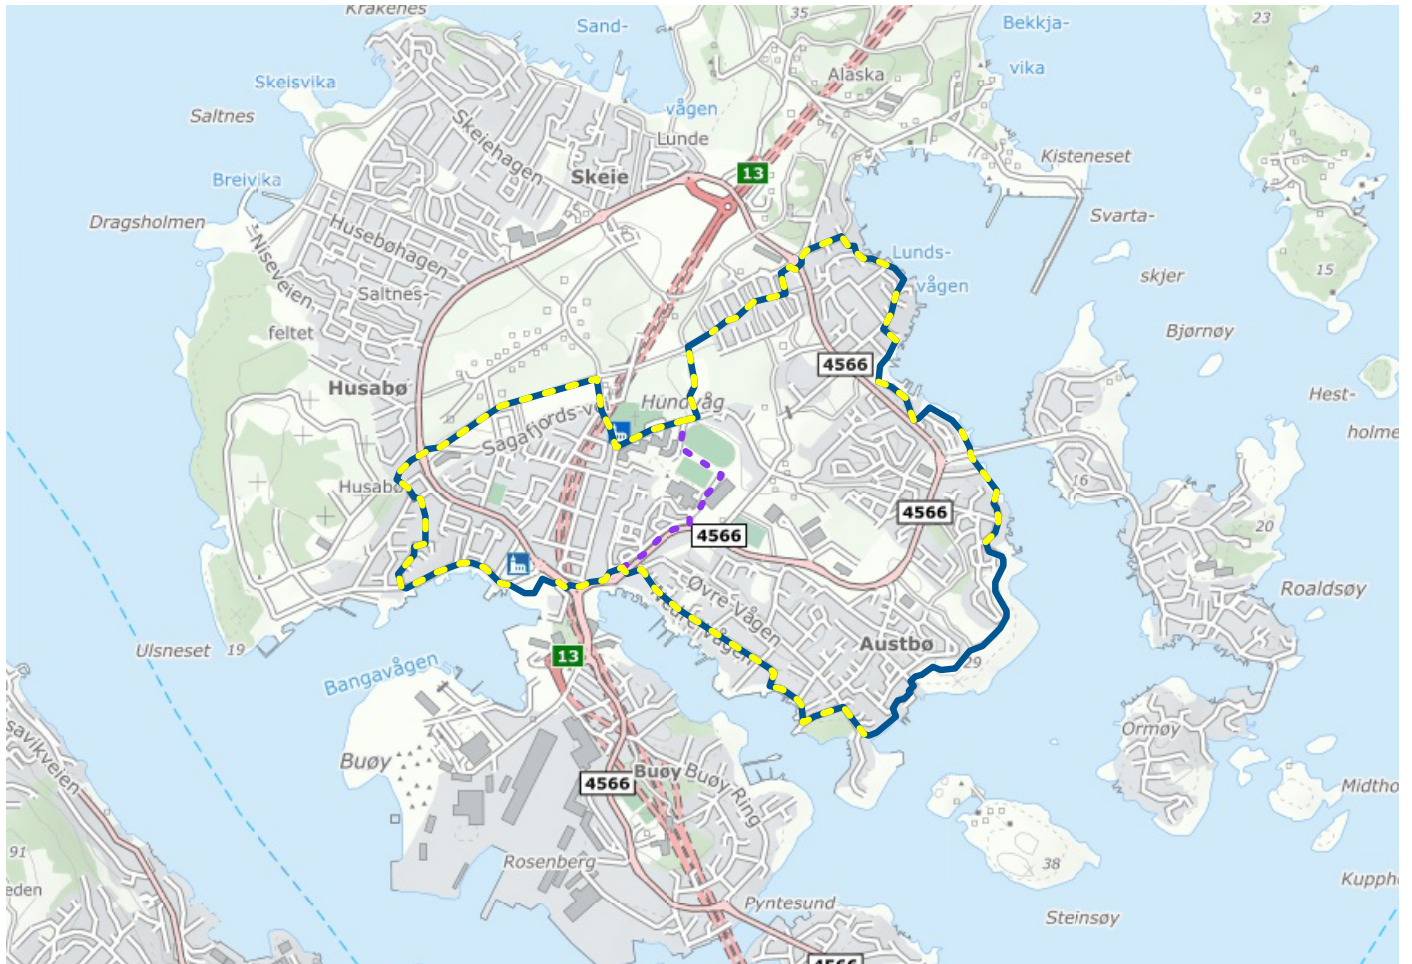 Krakenes
Sand-
35
Bekkja-
23
Skeisvika
Alaska
vika
Saltnes
vågen
Skeiehagen
Lunde
Kisteneset
Breivika
Skeie
13
Dragsholmen
Svarta-
Husebøhagen
Niseveien
Lunds-
vågen
skjer
15
Saltnes-
feltet
Bjørnøy
4566
Husabø
Hundvåg
Hest-
Sagafjords-v
holme
Husabø
16
4566
20
4566
Øvre-Vågen
Roaldsøy
Austbø
Ulsneset
19
13
29
Bangavågen
Ormøy
Buøy
4566
Buøy
Buøy Ring
Midtho
savikveien
91
Rosenberg
38
eden
Pyntesund
Kuppho
Steinsøy
4566